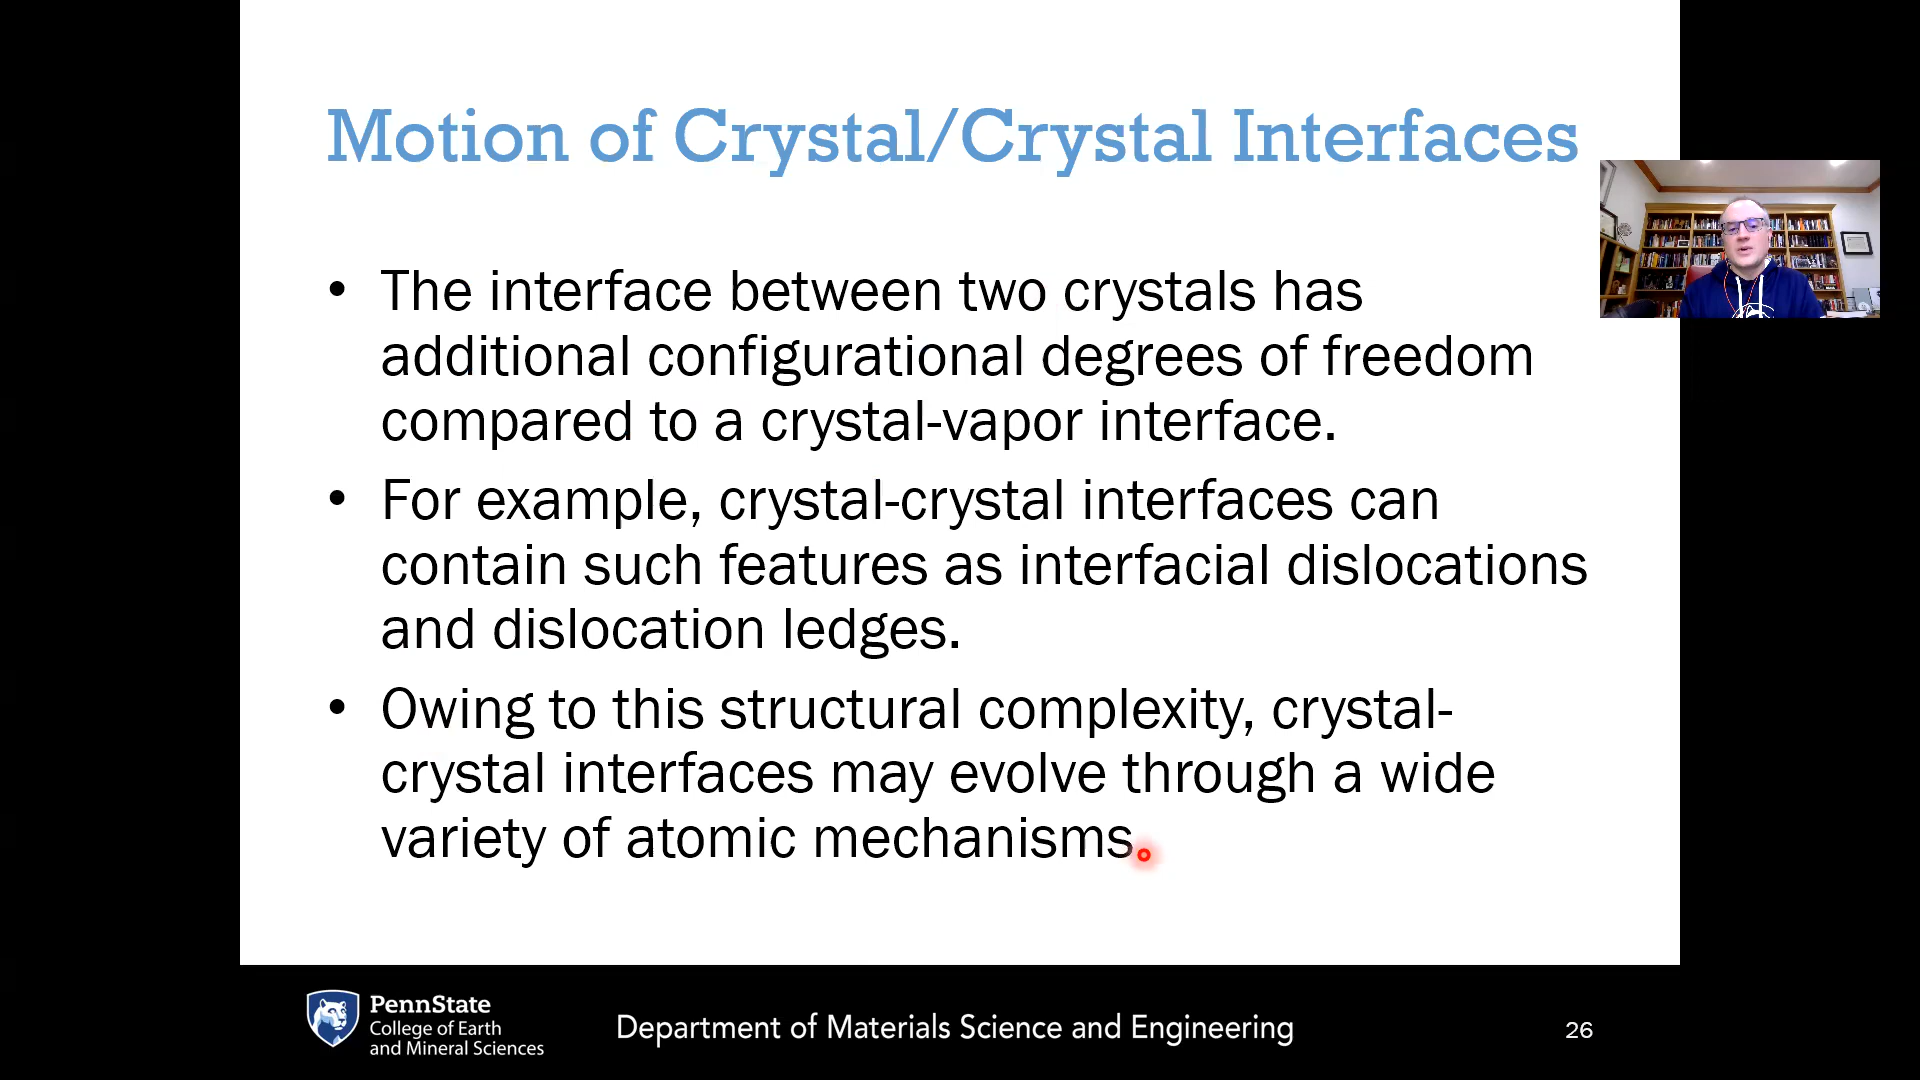 Motion of Crystal/Crystal Interfaces
• The interface between two crystals has
additional configurational degrees of freedom
compared to a crystal-vapor interface.
• For example, crystal-crystal interfaces can
contain such features as interfacial dislocations
and dislocation ledges.
• Owing to this structural complexity, crystal-
crystal interfaces may evolve through a wide
variety of atomic mechanisms.
PennState
College of Earth
and Mineral Sciences
Department of Materials Science and Engineering
26